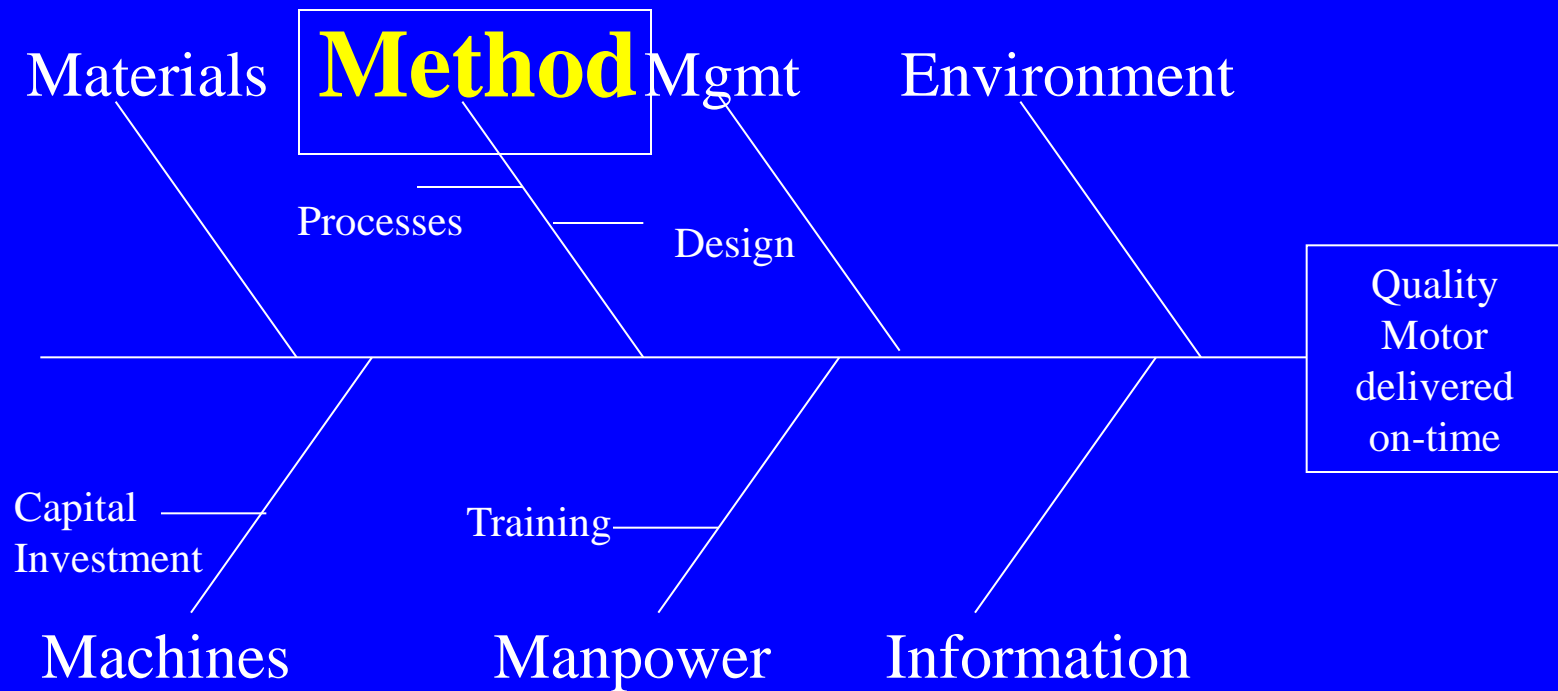 Materials
Method
Mgmt
Environment
Processes
Design
Quality
Motor
delivered
on-time
Capital
Investment
Training
Machines
Manpower
Information